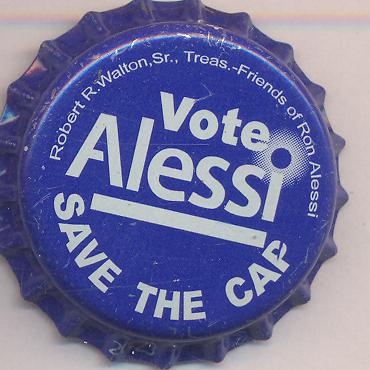 Robert R. Walton, Sr., Treas.-Friends of Ron Alessi
Vote
Alessi
SAVE THE CAP